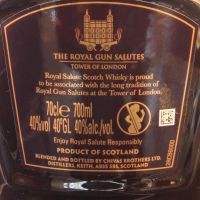 THE ROYAL GUN SALUTES
TOWER OF LONDON
Royal Salute Scotch Whisky is proud
to be associated with the long tradition of
Royal Gun Salutes at the Tower of London.
70cl℮ 700ml
40%vol 40°GL 40%alc./vol.
Enjoy Royal Salute Responsibly
PRODUCT OF SCOTLAND
BLENDED AND BOTTLED BY CHIVAS BROTHERS LTD.
DISTILLERS, KEITH, AB55 5BS, SCOTLAND